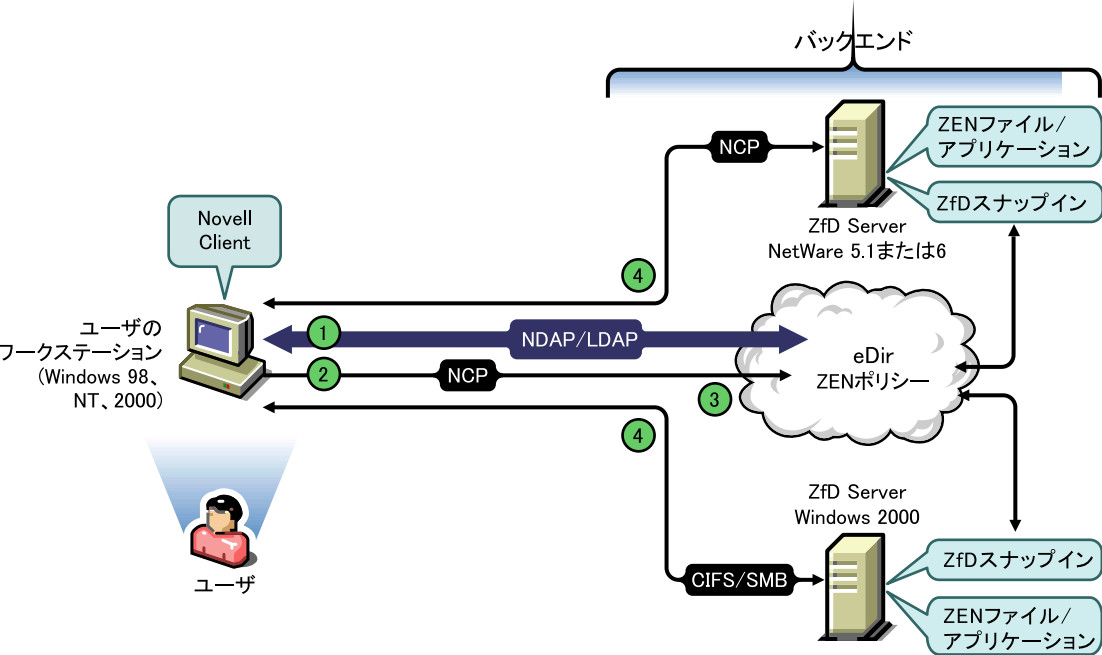 バックエンド
NCP
ZENファイル/
アプリケーション
ZfDスナップイン
ZfD Server
NetWare 5.1または6
Novell
Client
4
ユーザの
ワークステーション
(Windows 98、
NT、2000)
1
NDAP/LDAP
2
NCP
3
eDir
ZENポリシー
4
ZfD Server
Windows 2000
CIFS/SMB
ZfDスナップイン
ZENファイル/
アプリケーション
ユーザ